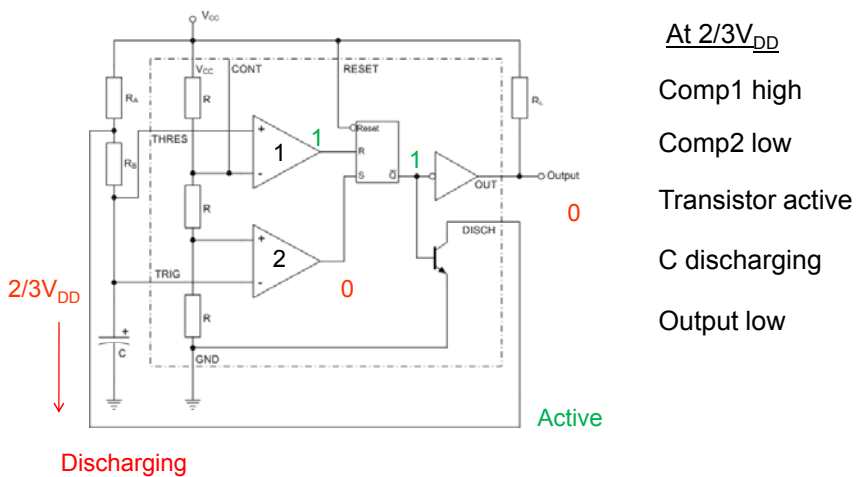 Vcc
Vcc CONT RESET
RA
R
THRES
+
1
-
1
Reset
R
S Q̅
1
RL
OUT
Output
0
RB
R
DISCH
+
2
-
0
TRIG
2/3VDD
+
C
R
GND
Active
Discharging
At 2/3VDD
Comp1 high
Comp2 low
Transistor active
C discharging
Output low